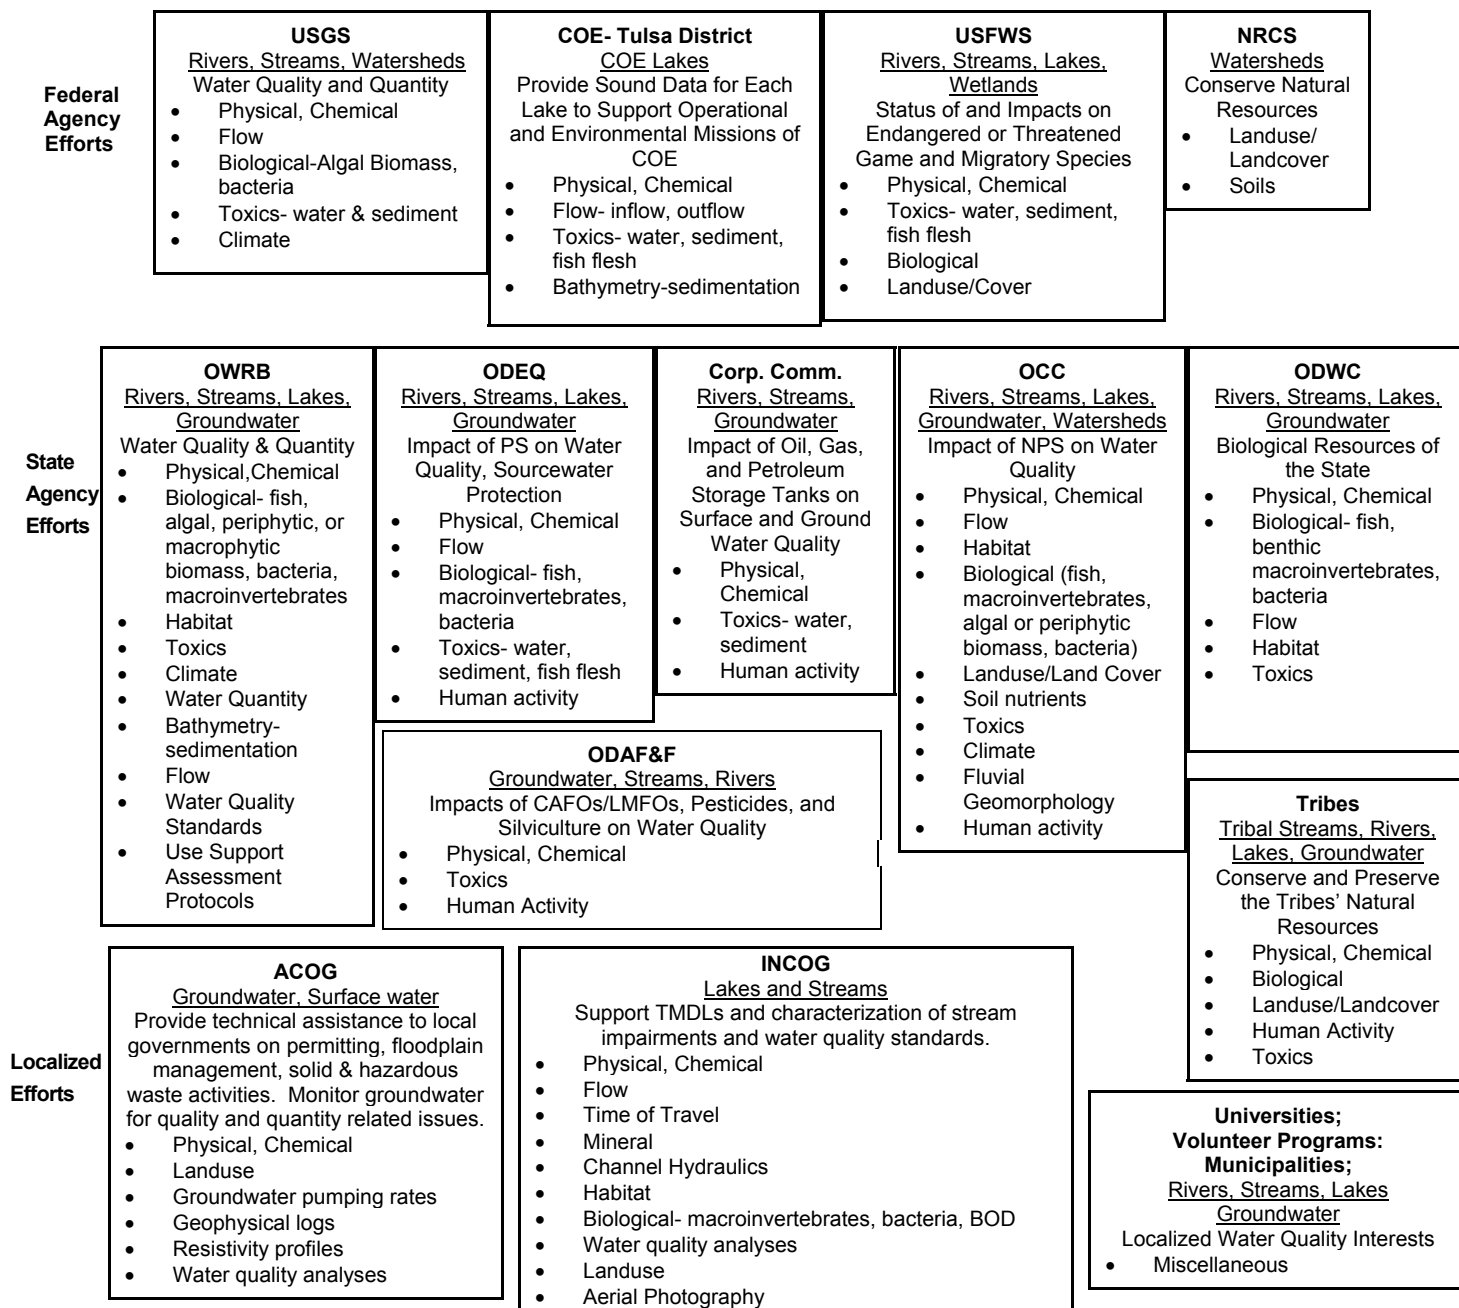 Federal
Agency
Efforts
USGS
Rivers, Streams, Watersheds
Water Quality and Quantity
• Physical, Chemical
• Flow
• Biological-Algal Biomass,
bacteria
• Toxics- water & sediment
• Climate
COE- Tulsa District
COE Lakes
Provide Sound Data for Each
Lake to Support Operational
and Environmental Missions of
COE
• Physical, Chemical
• Flow- inflow, outflow
• Toxics- water, sediment,
fish flesh
• Bathymetry-sedimentation
USFWS
Rivers, Streams, Lakes,
Wetlands
Status of and Impacts on
Endangered or Threatened
Game and Migratory Species
• Physical, Chemical
• Toxics- water, sediment,
fish flesh
• Biological
• Landuse/Cover
NRCS
Watersheds
Conserve Natural
Resources
• Landuse/
Landcover
• Soils
State
Agency
Efforts
OWRB
Rivers, Streams, Lakes,
Groundwater
Water Quality & Quantity
• Physical,Chemical
• Biological- fish,
algal, periphytic, or
macrophytic
biomass, bacteria,
macroinvertebrates
• Habitat
• Toxics
• Climate
• Water Quantity
• Bathymetry-
sedimentation
• Flow
• Water Quality
Standards
• Use Support
Assessment
Protocols
ODEQ
Rivers, Streams, Lakes,
Groundwater
Impact of PS on Water
Quality, Sourcewater
Protection
• Physical, Chemical
• Flow
• Biological- fish,
macroinvertebrates,
bacteria
• Toxics- water,
sediment, fish flesh
• Human activity
Corp. Comm.
Rivers, Streams,
Groundwater
Impact of Oil, Gas,
and Petroleum
Storage Tanks on
Surface and Ground
Water Quality
• Physical,
Chemical
• Toxics- water,
sediment
• Human activity
OCC
Rivers, Streams, Lakes,
Groundwater, Watersheds
Impact of NPS on Water
Quality
• Physical, Chemical
• Flow
• Habitat
• Biological (fish,
macroinvertebrates,
algal or periphytic
biomass, bacteria)
• Landuse/Land Cover
• Soil nutrients
• Toxics
• Climate
• Fluvial
Geomorphology
• Human activity
ODWC
Rivers, Streams, Lakes,
Groundwater
Biological Resources of
the State
• Physical, Chemical
• Biological- fish,
benthic
macroinvertebrates,
bacteria
• Flow
• Habitat
• Toxics
ODAF&F
Groundwater, Streams, Rivers
Impacts of CAFOs/LMFOs, Pesticides, and
Silviculture on Water Quality
• Physical, Chemical
• Toxics
• Human Activity
Tribes
Tribal Streams, Rivers,
Lakes, Groundwater
Conserve and Preserve
the Tribes’ Natural
Resources
• Physical, Chemical
• Biological
• Landuse/Landcover
• Human Activity
• Toxics
Localized
Efforts
ACOG
Groundwater, Surface water
Provide technical assistance to local
governments on permitting, floodplain
management, solid & hazardous
waste activities.  Monitor groundwater
for quality and quantity related issues.
• Physical, Chemical
• Landuse
• Groundwater pumping rates
• Geophysical logs
• Resistivity profiles
• Water quality analyses
INCOG
Lakes and Streams
Support TMDLs and characterization of stream
impairments and water quality standards.
• Physical, Chemical
• Flow
• Time of Travel
• Mineral
• Channel Hydraulics
• Habitat
• Biological- macroinvertebrates, bacteria, BOD
• Water quality analyses
• Landuse
• Aerial Photography
Universities;
Volunteer Programs:
Municipalities;
Rivers, Streams, Lakes
Groundwater
Localized Water Quality Interests
• Miscellaneous